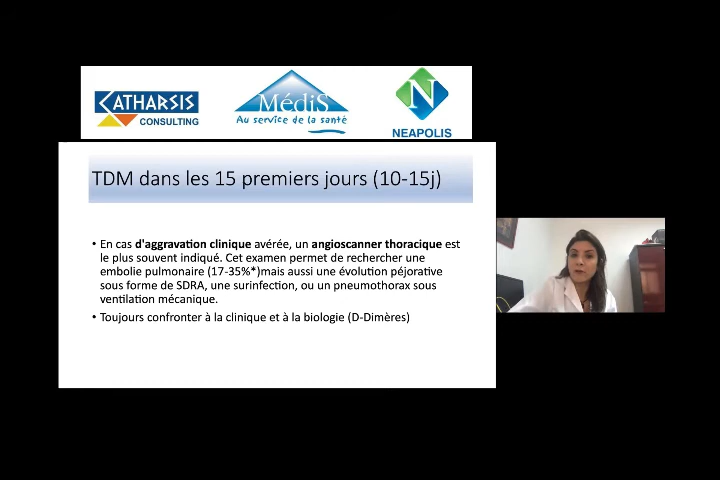 CATHARSIS
CONSULTING
MédiS
Au service de la santé
N
NEAPOLIS
TDM dans les 15 premiers jours (10-15j)
• En cas d'aggravation clinique avérée, un angioscanner thoracique est
le plus souvent indiqué. Cet examen permet de rechercher une
embolie pulmonaire (17-35%*)mais aussi une évolution péjorative
sous forme de SDRA, une surinfection, ou un pneumothorax sous
ventilation mécanique.
• Toujours confronter à la clinique et à la biologie (D-Dimères)